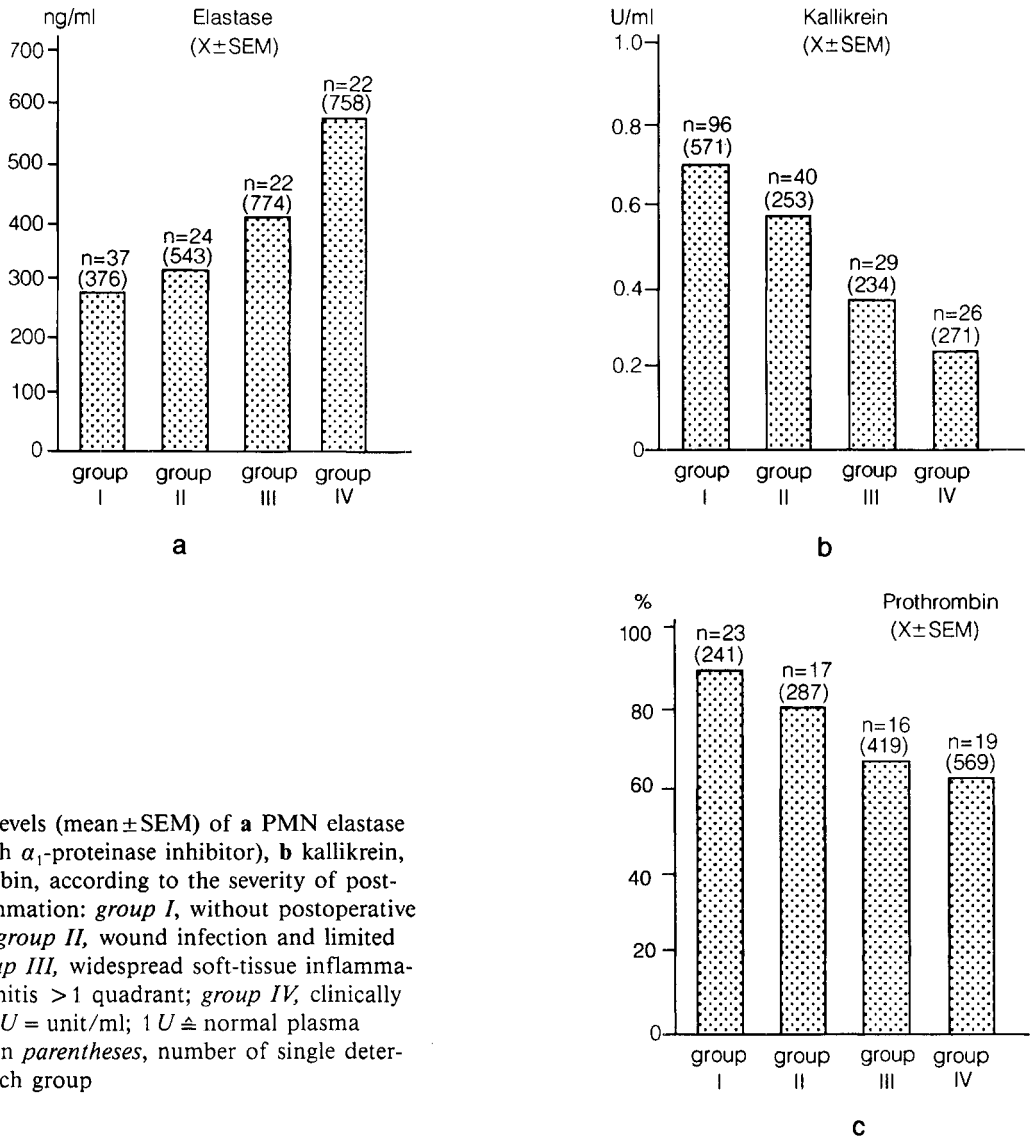 ng/ml
Elastase
(X±SEM)
700
600
500
400
300
200
100
0
n=37
(376)
n=24
(543)
n=22
(774)
n=22
(758)
group I
group II
group III
group IV
a
U/ml
Kallikrein
(X±SEM)
1.0
0.8
0.6
0.4
0.2
0
n=96
(571)
n=40
(253)
n=29
(234)
n=26
(271)
group I
group II
group III
group IV
b
%
Prothrombin
(X±SEM)
100
80
60
40
20
0
n=23
(241)
n=17
(287)
n=16
(419)
n=19
(569)
group I
group II
group III
group IV
c
evels (mean±SEM) of a PMN elastase
h α₁-proteinase inhibitor), b kallikrein,
bin, according to the severity of post-
mmation: group I, without postoperative
group II, wound infection and limited
up III, widespread soft-tissue inflamma-
nitis >1 quadrant; group IV, clinically
U = unit/ml; 1 U ≙ normal plasma
n parentheses, number of single deter-
ch group